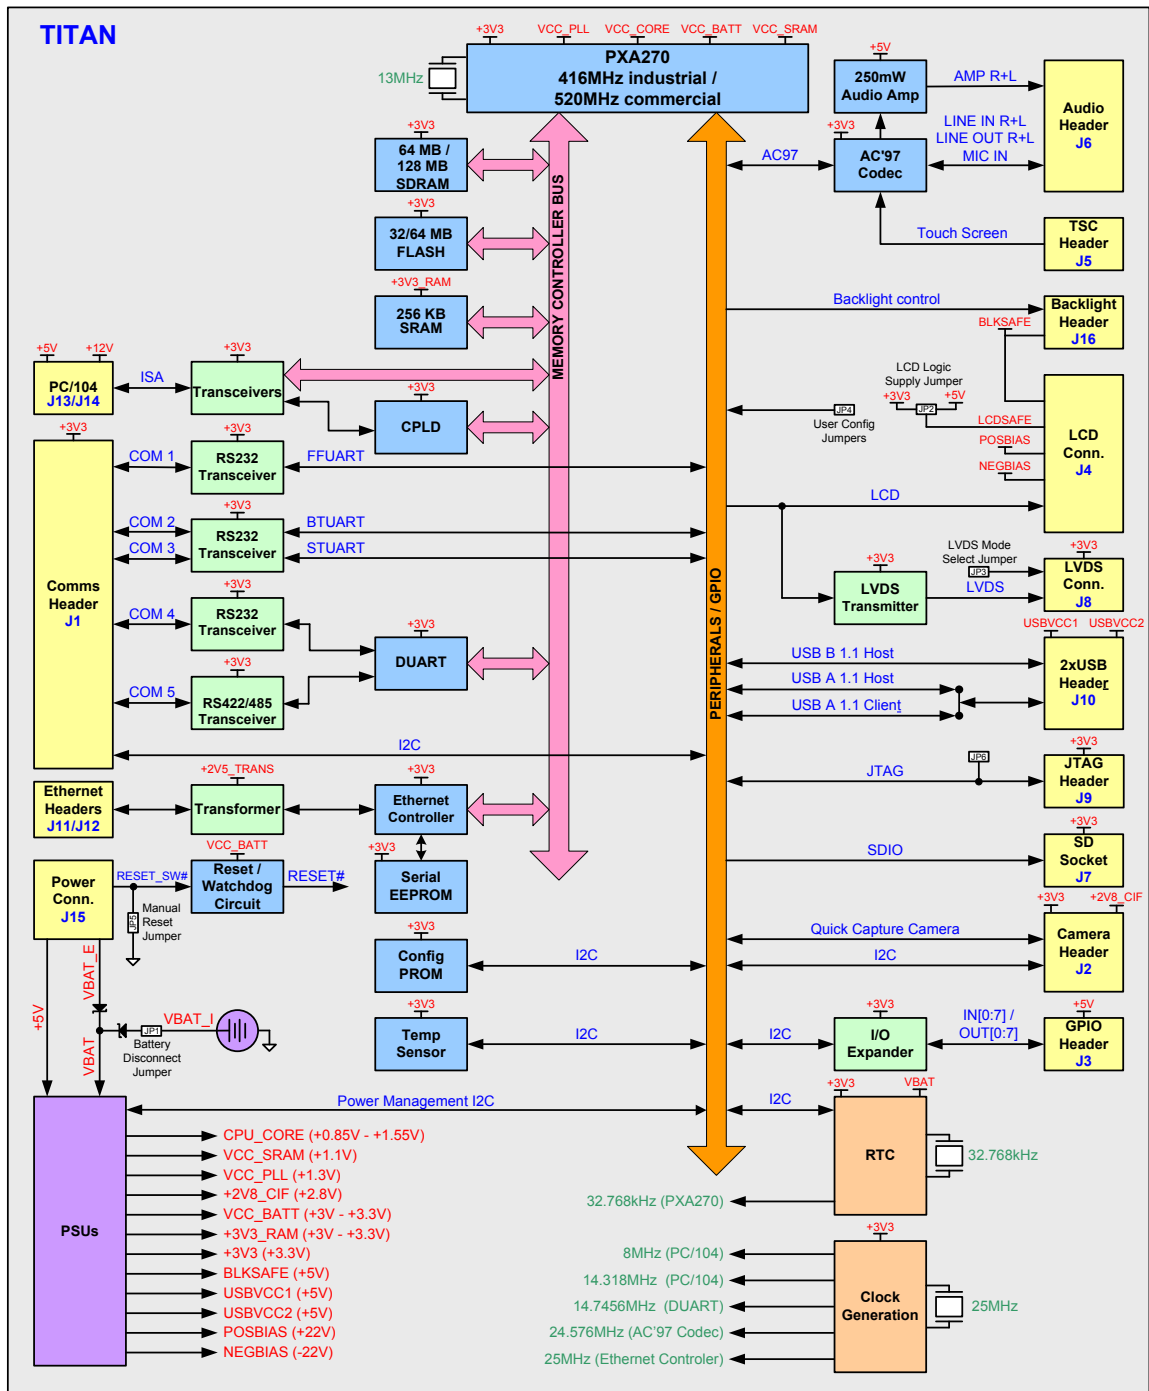 TITAN
+3V3
VCC_PLL
VCC_CORE
VCC_BATT
VCC_SRAM
PXA270
416MHz industrial /
520MHz commercial
13MHz
+5V
250mW
Audio Amp
AMP R+L
Audio
Header
J6
LINE IN R+L
LINE OUT R+L
MIC IN
+3V3
AC'97
Codec
AC97
+3V3
64 MB /
128 MB
SDRAM
+3V3
32/64 MB
FLASH
Touch Screen
TSC
Header
J5
+3V3_RAM
256 KB
SRAM
MEMORY CONTROLLER BUS
Backlight control
Backlight
Header
J16
BLKSAFE
+5V
+12V
PC/104
J13/J14
ISA
+3V3
Transceivers
+3V3
CPLD
LCD Logic
Supply Jumper
+3V3
JP2
+5V
LCDSAFE
POSBIAS
NEGBIAS
LCD
Conn.
J4
JP4
User Config
Jumpers
LCD
+3V3
Comms
Header
J1
COM 1
+3V3
RS232
Transceiver
FFUART
COM 2
COM 3
+3V3
RS232
Transceiver
BTUART
STUART
COM 4
+3V3
RS232
Transceiver
COM 5
+3V3
RS422/485
Transceiver
+3V3
DUART
I2C
PERIPHERALS / GPIO
+3V3
LVDS
Transmitter
LVDS Mode
Select Jumper
JP3
LVDS
+3V3
LVDS
Conn.
J8
USBVCC1
USBVCC2
USB B 1.1 Host
USB A 1.1 Host
USB A 1.1 Client
2xUSB
Header
J10
JP6
JTAG
+3V3
JTAG
Header
J9
Ethernet
Headers
J11/J12
+2V5_TRANS
Transformer
+3V3
Ethernet
Controller
+3V3
Serial
EEPROM
SDIO
+3V3
SD
Socket
J7
Power
Conn.
J15
RESET_SW#
VCC_BATT
Reset /
Watchdog
Circuit
RESET#
JP5
Manual
Reset
Jumper
+3V3
+2V8_CIF
Quick Capture Camera
I2C
Camera
Header
J2
+3V3
Config
PROM
I2C
+5V
VBAT_E
VBAT
JP1
VBAT_I
Battery
Disconnect
Jumper
+3V3
Temp
Sensor
I2C
I2C
+3V3
I/O
Expander
IN[0:7] /
OUT[0:7]
+5V
GPIO
Header
J3
PSUs
Power Management I2C
I2C
+3V3
VBAT
RTC
32.768kHz
32.768kHz (PXA270)
CPU_CORE (+0.85V - +1.55V)
VCC_SRAM (+1.1V)
VCC_PLL (+1.3V)
+2V8_CIF (+2.8V)
VCC_BATT (+3V - +3.3V)
+3V3_RAM (+3V - +3.3V)
+3V3 (+3.3V)
BLKSAFE (+5V)
USBVCC1 (+5V)
USBVCC2 (+5V)
POSBIAS (+22V)
NEGBIAS (-22V)
+3V3
Clock
Generation
25MHz
8MHz (PC/104)
14.318MHz (PC/104)
14.7456MHz (DUART)
24.576MHz (AC'97 Codec)
25MHz (Ethernet Controler)